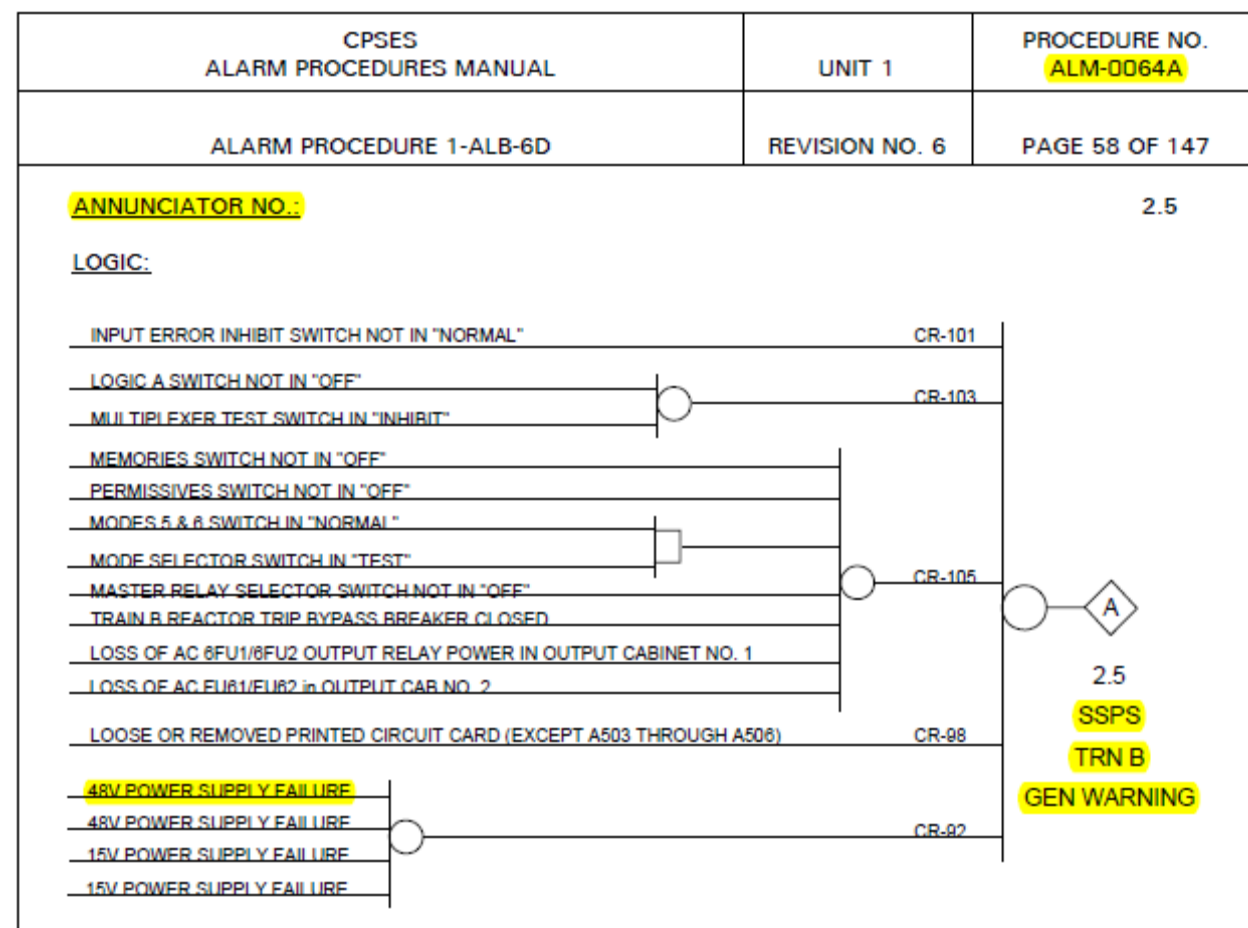 CPSES
ALARM PROCEDURES MANUAL
UNIT 1
PROCEDURE NO.
ALM-0064A
ALARM PROCEDURE 1-ALB-6D
REVISION NO. 6
PAGE 58 OF 147
ANNUNCIATOR NO.:
2.5
LOGIC:
INPUT ERROR INHIBIT SWITCH NOT IN "NORMAL"
CR-101
LOGIC A SWITCH NOT IN "OFF"
CR-103
MULTIPLEXER TEST SWITCH IN "INHIBIT"
MEMORIES SWITCH NOT IN "OFF"
PERMISSIVES SWITCH NOT IN "OFF"
MODES 5 & 6 SWITCH IN "NORMAL"
MODE SELECTOR SWITCH IN "TEST"
MASTER RELAY SELECTOR SWITCH NOT IN "OFF"
CR-105
TRAIN B REACTOR TRIP BYPASS BREAKER CLOSED
LOSS OF AC 6FU1/6FU2 OUTPUT RELAY POWER IN OUTPUT CABINET NO. 1
LOSS OF AC FU61/FU62 in OUTPUT CAB NO. 2
A
2.5
SSPS
TRN B
GEN WARNING
LOOSE OR REMOVED PRINTED CIRCUIT CARD (EXCEPT A503 THROUGH A506)
CR-98
48V POWER SUPPLY FAILURE
48V POWER SUPPLY FAILURE
15V POWER SUPPLY FAILURE
15V POWER SUPPLY FAILURE
CR-92